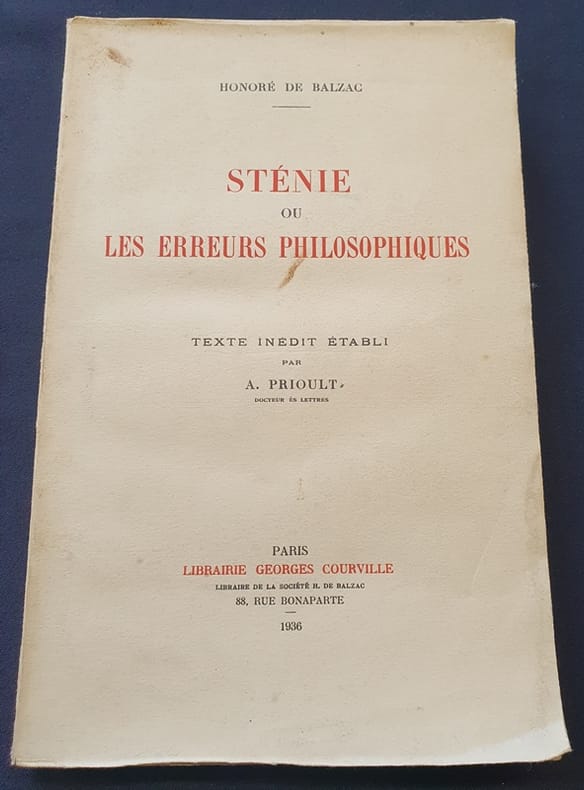 HONORÉ DE BALZAC
STÉNIE
OU
LES ERREURS PHILOSOPHIQUES
TEXTE INÉDIT ÉTABLI
PAR
A. PRIOULT
DOCTEUR ÈS LETTRES
PARIS
LIBRAIRIE GEORGES COURVILLE
LIBRAIRE DE LA SOCIÉTÉ H. DE BALZAC
88, RUE BONAPARTE
1936